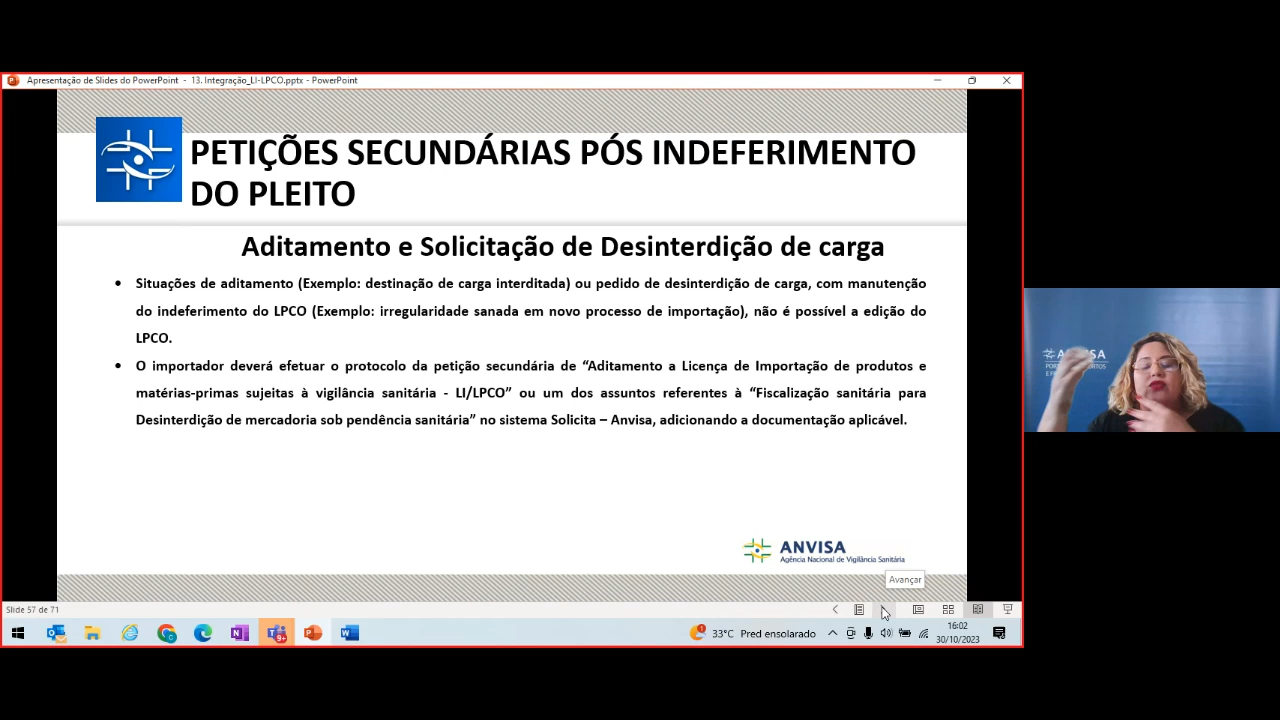 Apresentação de Slides do PowerPoint - 13. Integração_LI-LPCO.pptx - PowerPoint
PETIÇÕES SECUNDÁRIAS PÓS INDEFERIMENTO
DO PLEITO
Aditamento e Solicitação de Desinterdição de carga
• Situações de aditamento (Exemplo: destinação de carga interditada) ou pedido de desinterdição de carga, com manutenção
do indeferimento do LPCO (Exemplo: irregularidade sanada em novo processo de importação), não é possível a edição do
LPCO.
• O importador deverá efetuar o protocolo da petição secundária de “Aditamento a Licença de Importação de produtos e
matérias-primas sujeitas à vigilância sanitária - LI/LPCO” ou um dos assuntos referentes à “Fiscalização sanitária para
Desinterdição de mercadoria sob pendência sanitária” no sistema Solicita – Anvisa, adicionando a documentação aplicável.
ANVISA
Agência Nacional de Vigilância Sanitária
Avançar
Slide 57 de 71
33°C Pred ensolarado
16:02
30/10/2023